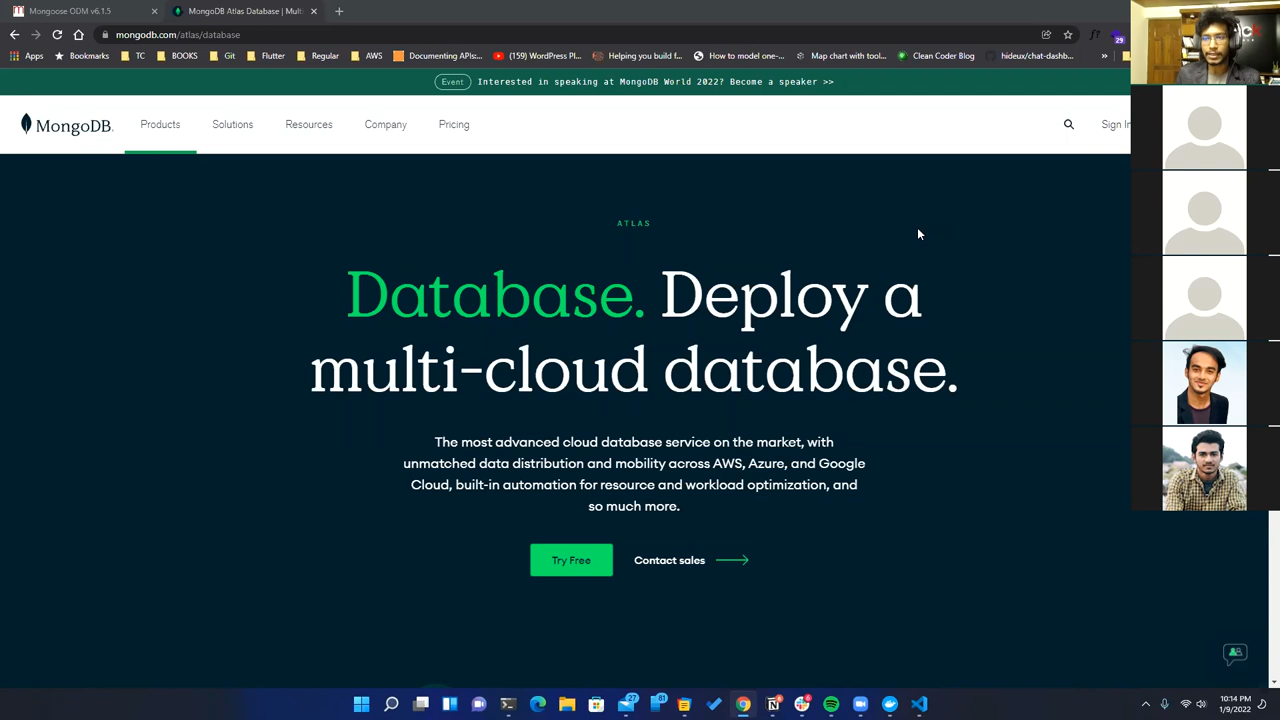 Mongoose ODM v6.1.5
MongoDB Atlas Database | Mult
mongodb.com/atlas/database
Apps
Bookmarks
TC
BOOKS
Git
Flutter
Regular
AWS
Dodumenting APIs...
WordPress Pl...
Helping you build f...
How to model one-...
Map chart with tool...
Clean Coder Blog
hideux/chat-dashb...
29
Event
Interested in speaking at MongoDB World 2022? Become a speaker >>
MongoDB.
Products
Solutions
Resources
Company
Pricing
Sign In
ATLAS
Database. Deploy a
multi-cloud database.
The most advanced cloud database service on the market, with
unmatched data distribution and mobility across AWS, Azure, and Google
Cloud, built-in automation for resource and workload optimization, and
so much more.
Try Free
Contact sales
27
81
10:14 PM
1/9/2022